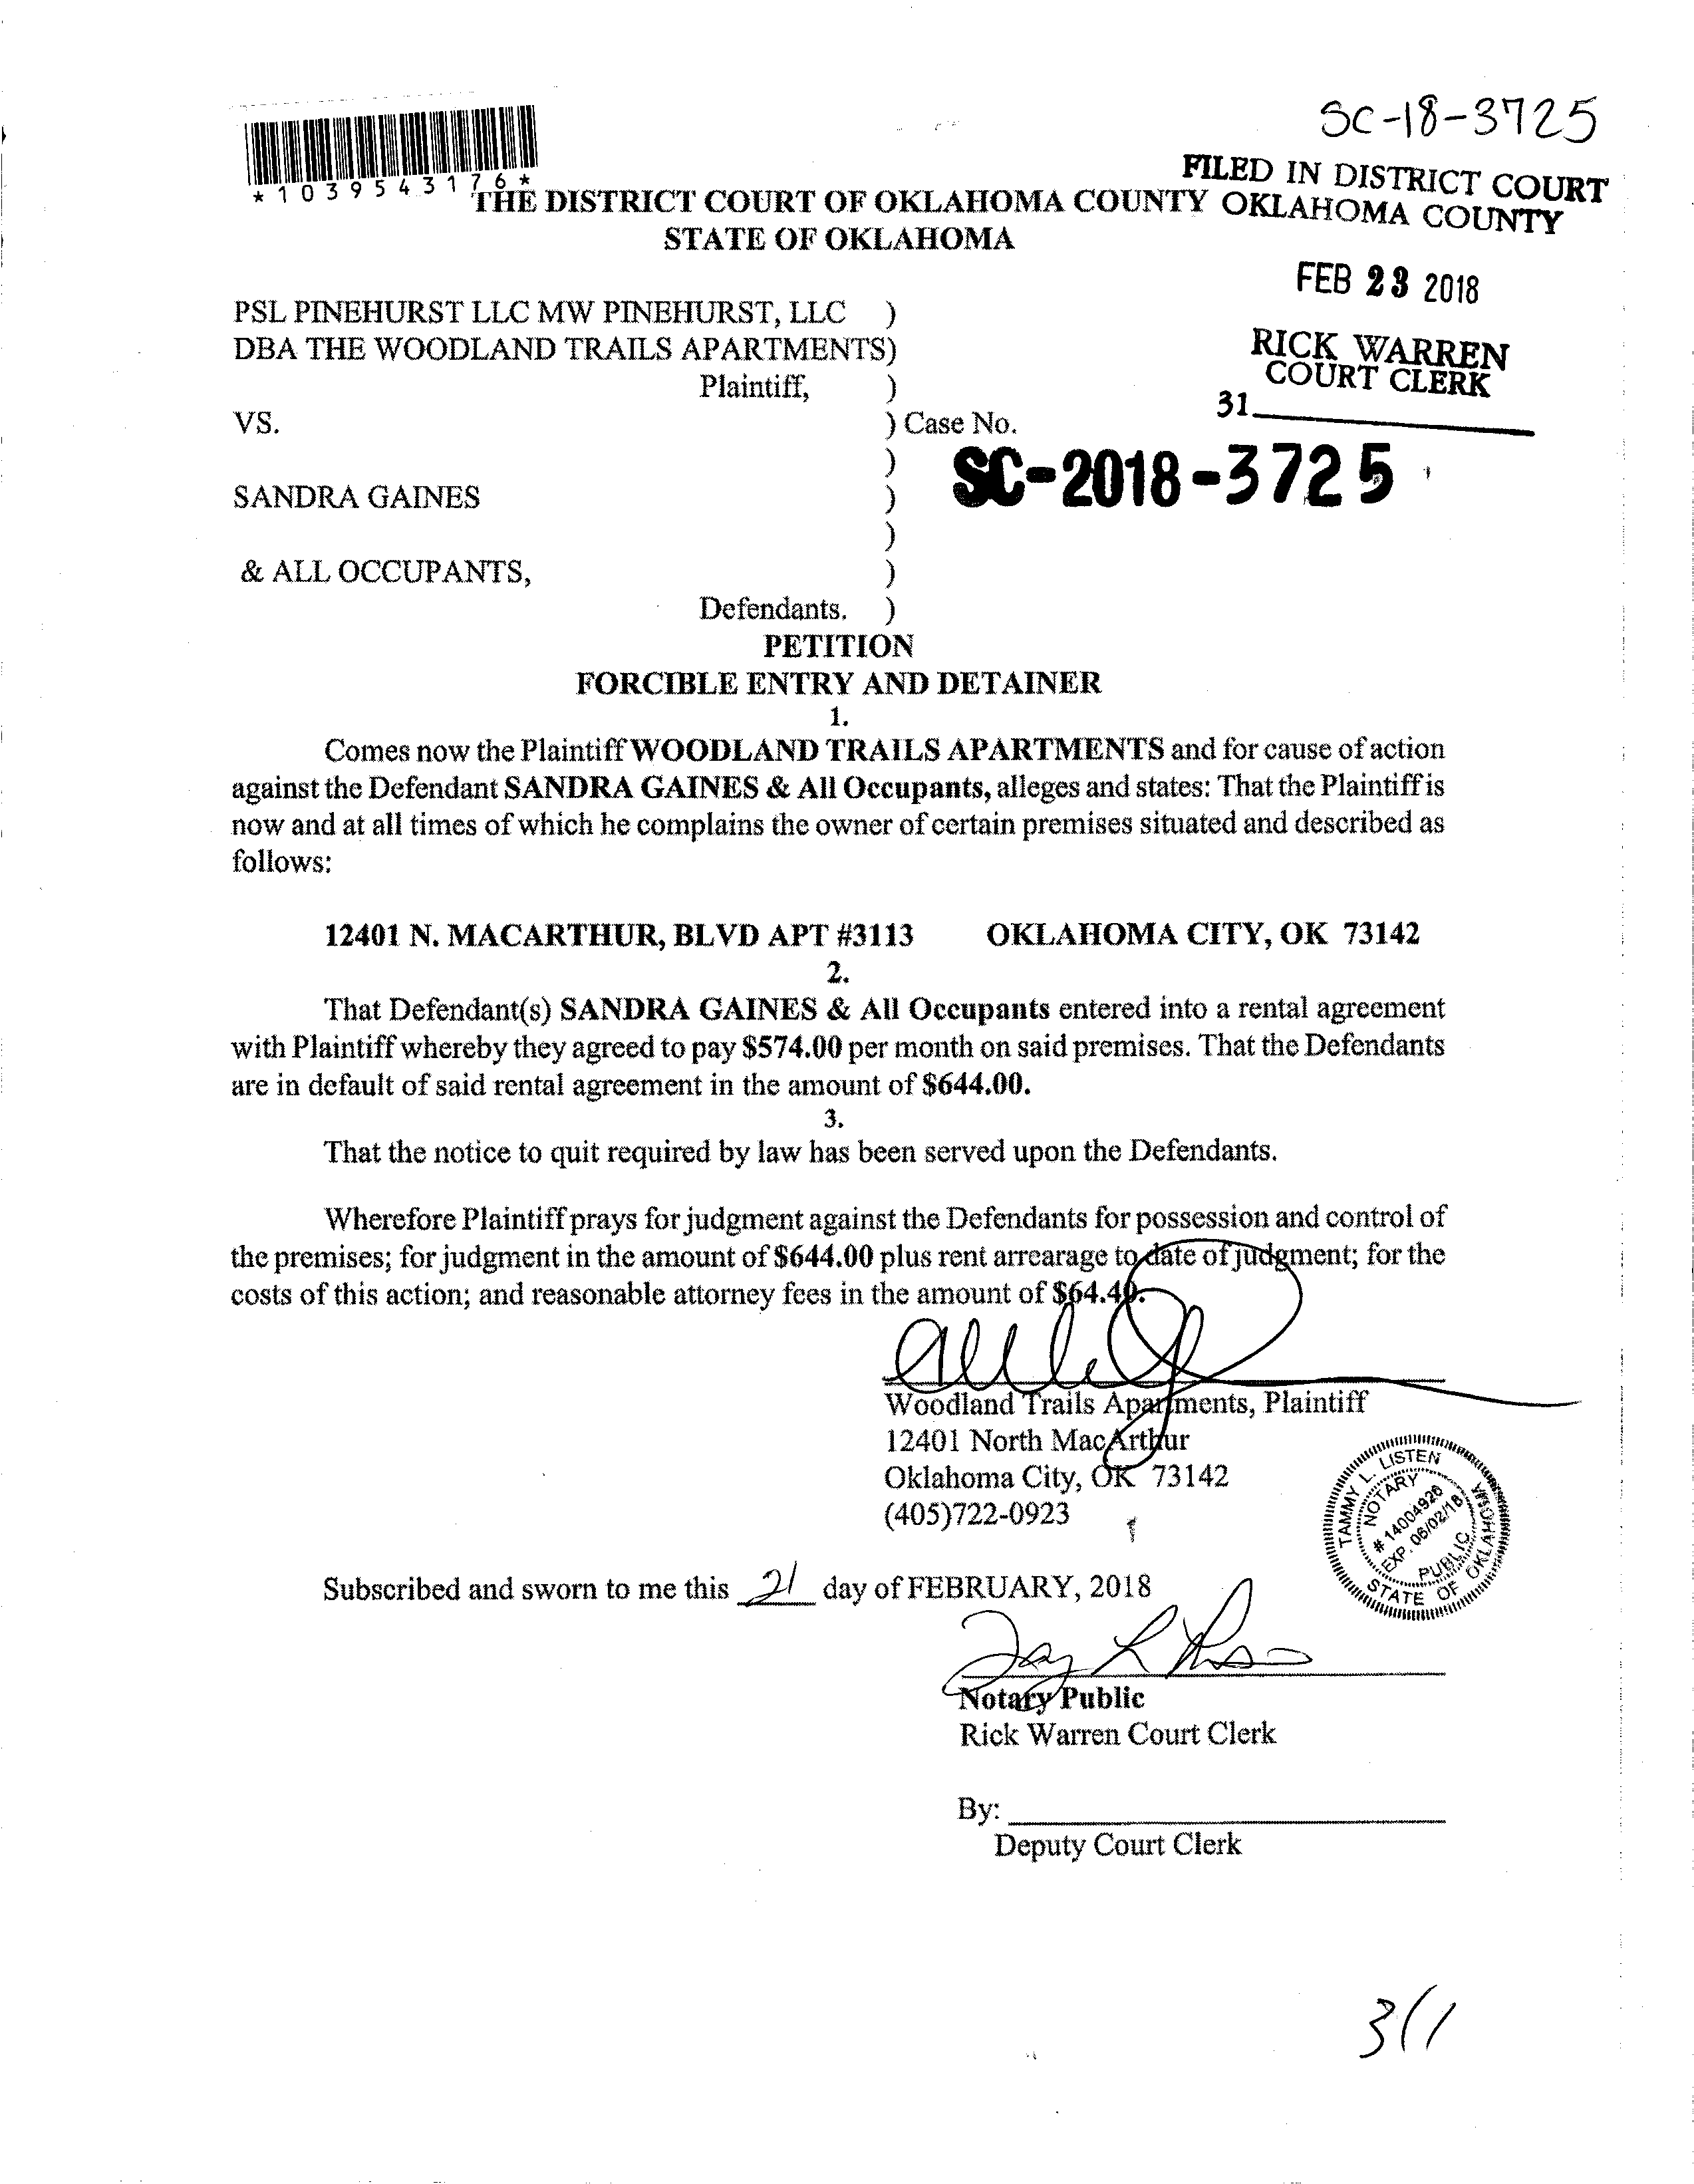 SC-18-3725
*1039543176*
FILED IN DISTRICT COURT
OKLAHOMA COUNTY
THE DISTRICT COURT OF OKLAHOMA COUNTY
STATE OF OKLAHOMA
FEB 23 2018
RICK WARREN
COURT CLERK
31
PSL PINEHURST LLC MW PINEHURST, LLC )
DBA THE WOODLAND TRAILS APARTMENTS)
Plaintiff, )
VS. ) Case No.
)
SC-2018-3725
SANDRA GAINES )
)
& ALL OCCUPANTS, )
Defendants. )
PETITION
FORCIBLE ENTRY AND DETAINER
1.
Comes now the Plaintiff WOODLAND TRAILS APARTMENTS and for cause of action
against the Defendant SANDRA GAINES & All Occupants, alleges and states: That the Plaintiff is
now and at all times of which he complains the owner of certain premises situated and described as
follows:
12401 N. MACARTHUR, BLVD APT #3113 OKLAHOMA CITY, OK 73142
2.
That Defendant(s) SANDRA GAINES & All Occupants entered into a rental agreement
with Plaintiff whereby they agreed to pay $574.00 per month on said premises. That the Defendants
are in default of said rental agreement in the amount of $644.00.
3.
That the notice to quit required by law has been served upon the Defendants.
Wherefore Plaintiff prays for judgment against the Defendants for possession and control of
the premises; for judgment in the amount of $644.00 plus rent arrearage to date of judgment; for the
costs of this action; and reasonable attorney fees in the amount of $64.40.
Woodland Trails Apartments, Plaintiff
12401 North MacArthur
Oklahoma City, OK 73142
(405)722-0923
TAMMY L. LISTEN
NOTARY
# 14004926
EXP. 06/02/18
PUBLIC
STATE OF OKLAHOMA
Subscribed and sworn to me this 21 day of FEBRUARY, 2018
Notary Public
Rick Warren Court Clerk
By:
Deputy Court Clerk